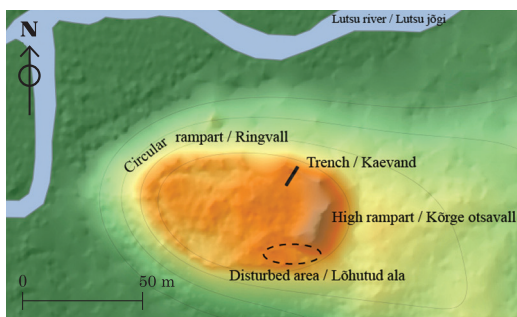 Lutsu river / Lutsu jõgi
N
Circular rampart / Ringvall
Trench / Kaevand
High rampart / Kõrge otsavall
Disturbed area / Lõhutud ala
0 50 m